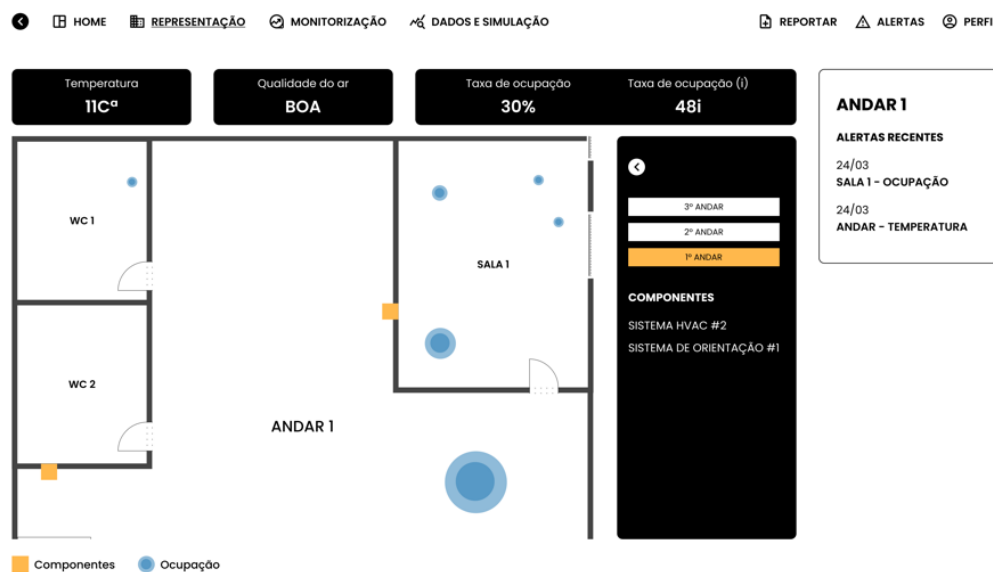 HOME
REPRESENTAÇÃO
MONITORIZAÇÃO
DADOS E SIMULAÇÃO
REPORTAR
ALERTAS
PERFI
Temperatura
11Cª
Qualidade do ar
BOA
Taxa de ocupação
30%
Taxa de ocupação (i)
48i
WC 1
WC 2
SALA 1
ANDAR 1
3º ANDAR
2º ANDAR
1º ANDAR
COMPONENTES
SISTEMA HVAC #2
SISTEMA DE ORIENTAÇÃO #1
ANDAR 1
ALERTAS RECENTES
24/03
SALA 1 - OCUPAÇÃO
24/03
ANDAR - TEMPERATURA
Componentes
Ocupação